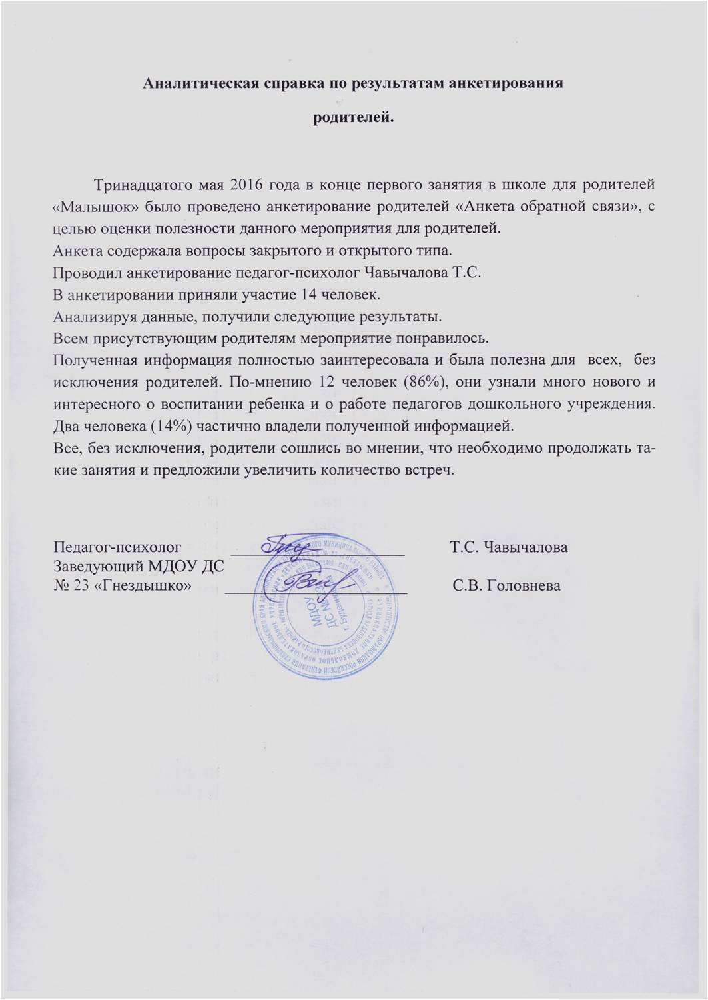 Аналитическая справка по результатам анкетирования
родителей.
Тринадцатого мая 2016 года в конце первого занятия в школе для родителей
«Малышок» было проведено анкетирование родителей «Анкета обратной связи», с
целью оценки полезности данного мероприятия для родителей.
Анкета содержала вопросы закрытого и открытого типа.
Проводил анкетирование педагог-психолог Чавычалова Т.С.
В анкетировании приняли участие 14 человек.
Анализируя данные, получили следующие результаты.
Всем присутствующим родителям мероприятие понравилось.
Полученная информация полностью заинтересовала и была полезна для всех, без
исключения родителей. По-мнению 12 человек (86%), они узнали много нового и
интересного о воспитании ребенка и о работе педагогов дошкольного учреждения.
Два человека (14%) частично владели полученной информацией.
Все, без исключения, родители сошлись во мнении, что необходимо продолжать та-
кие занятия и предложили увеличить количество встреч.
Педагог-психолог Т.С. Чавычалова
Заведующий МДОУ ДС
№ 23 «Гнездышко» С.В. Головнева
МДОУ
ДС № 23
г. Буденновска